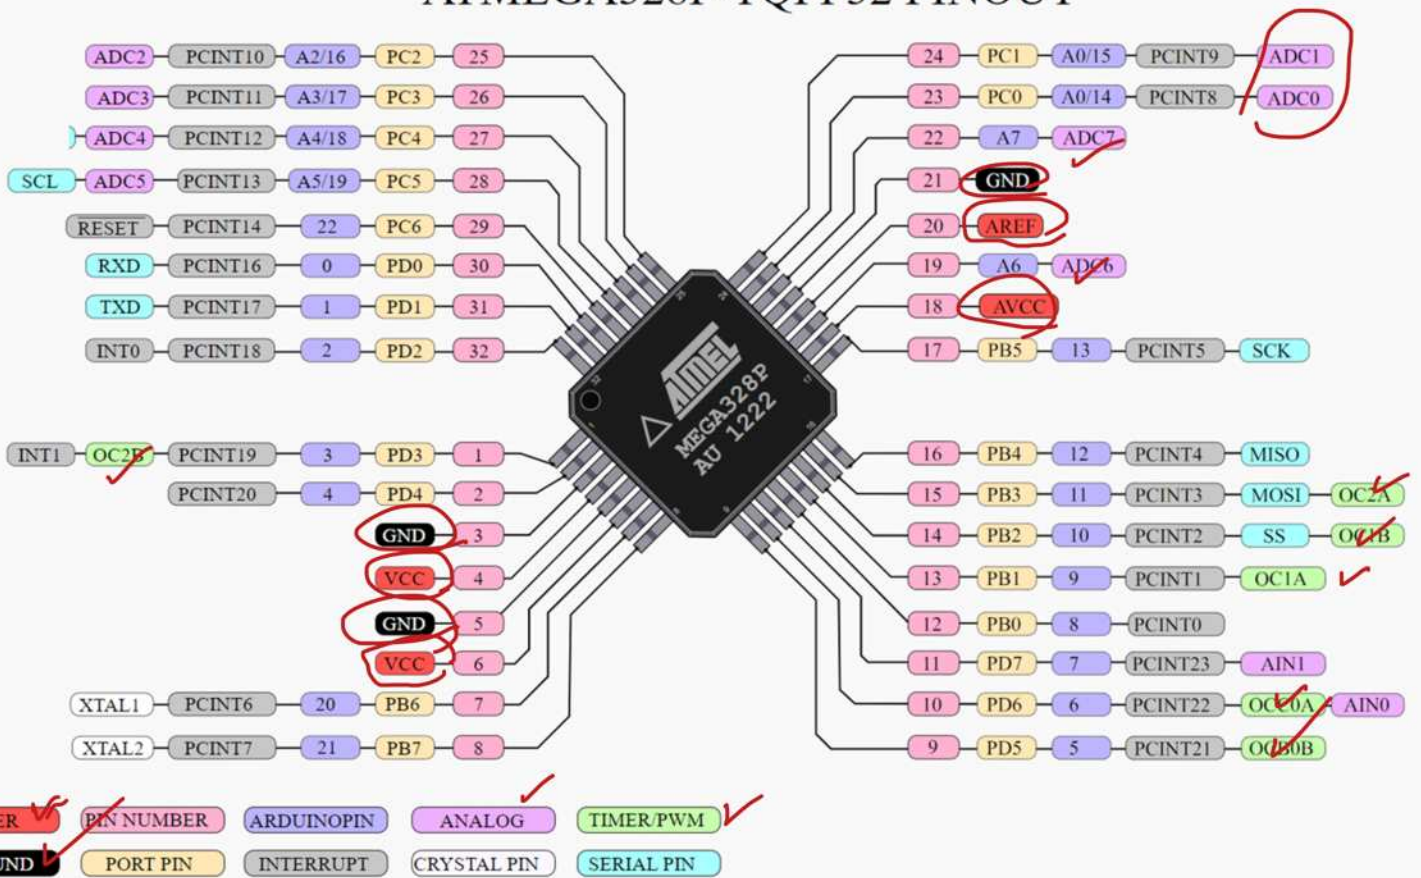 ADC2 PCINT10 A2/16 PC2 25
ADC3 PCINT11 A3/17 PC3 26
ADC4 PCINT12 A4/18 PC4 27
SCL ADC5 PCINT13 A5/19 PC5 28
RESET PCINT14 22 PC6 29
RXD PCINT16 0 PD0 30
TXD PCINT17 1 PD1 31
INT0 PCINT18 2 PD2 32
24 PC1 A0/15 PCINT9 ADC1
23 PC0 A0/14 PCINT8 ADC0
22 A7 ADC7
21 GND
20 AREF
19 A6 ADC6
18 AVCC
17 PB5 13 PCINT5 SCK
ATMEL
MEGA328P
AU 1222
INT1 OC2B PCINT19 3 PD3 1
PCINT20 4 PD4 2
GND 3
VCC 4
GND 5
VCC 6
XTAL1 PCINT6 20 PB6 7
XTAL2 PCINT7 21 PB7 8
16 PB4 12 PCINT4 MISO
15 PB3 11 PCINT3 MOSI OC2A
14 PB2 10 PCINT2 SS OC1B
13 PB1 9 PCINT1 OC1A
12 PB0 8 PCINT0
11 PD7 7 PCINT23 AIN1
10 PD6 6 PCINT22 AIN0
9 PD5 5 PCINT21
PIN NUMBER ARDUINOPIN ANALOG TIMER/PWM
PORT PIN INTERRUPT CRYSTAL PIN SERIAL PIN